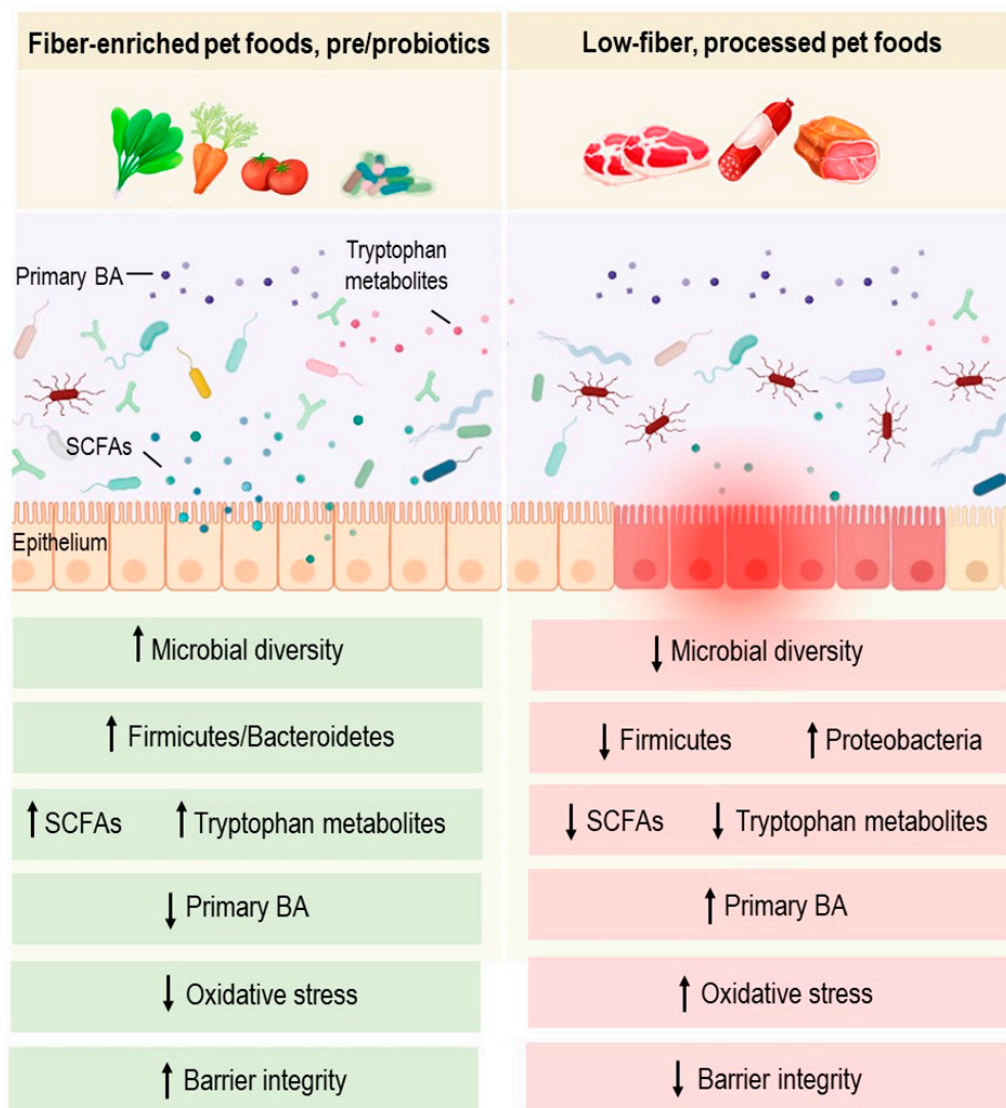 Fiber-enriched pet foods, pre/probiotics
Low-fiber, processed pet foods
Primary BA
Tryptophan
metabolites
SCFAs
Epithelium
↑ Microbial diversity
↓ Microbial diversity
↑ Firmicutes/Bacteroidetes
↓ Firmicutes ↑ Proteobacteria
↑ SCFAs ↑ Tryptophan metabolites
↓ SCFAs ↓ Tryptophan metabolites
↓ Primary BA
↑ Primary BA
↓ Oxidative stress
↑ Oxidative stress
↑ Barrier integrity
↓ Barrier integrity